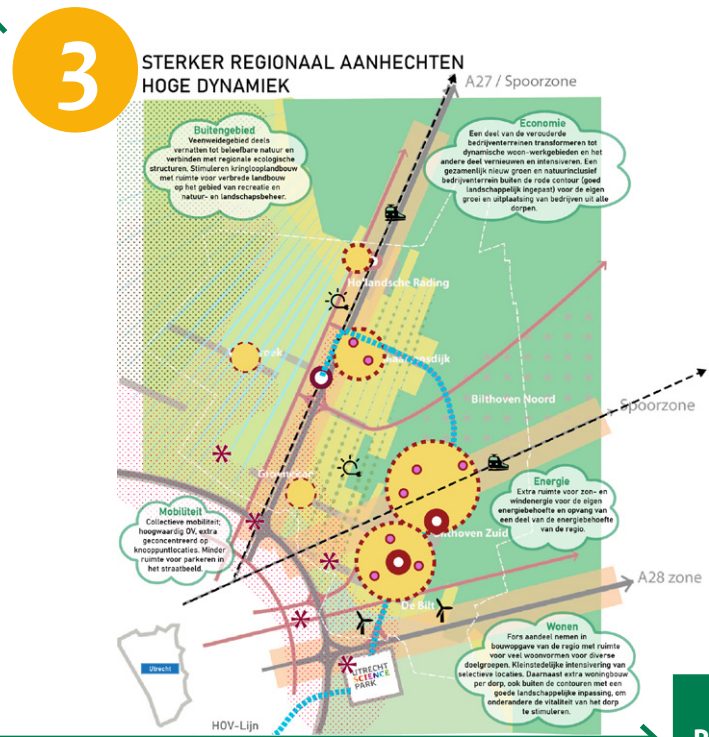 3
STERKER REGIONAAL AANHECHTEN
HOGE DYNAMIEK
A27 / Spoorzone
Buitengebied
Veenweidegebied deels
vernatten tot beleefbare natuur en
verbinden met regionale ecologische
structuren. Stimuleren kringlooplandbouw
met ruimte voor verbrede landbouw
op het gebied van recreatie en
natuur- en landschapsbeheer.
Economie
Een deel van de verouderde
bedrijventerreinen transformeren tot
dynamische woon-werkgebieden en het
andere deel vernieuwen en intensiveren. Een
gezamenlijk nieuw groen en natuurinclusief
bedrijventerrein buiten de rode contour (goed
landschappelijk ingepast) voor de eigen
groei en uitplaatsing van bedrijven uit alle
dorpen.
Hollandsche Rading
Bilthoven Noord
Spoorzone
Energie
Extra ruimte voor zon- en
windenergie voor de eigen
energiebehoefte en opvang van
een deel van de energiebehoefte
van de regio.
Mobiliteit
Collectieve mobiliteit;
hoogwaardig OV, extra
geconcentreerd op
knooppuntlocaties. Minder
ruimte voor parkeren in
het straatbeeld.
Bilthoven Zuid
A28 zone
De Bilt
Wonen
Fors aandeel nemen in
bouwopgave van de regio met ruimte
voor veel woonvormen voor diverse
doelgroepen. Kleinstedelijke intensivering van
selectieve locaties. Daarnaast extra woningbouw
per dorp, ook buiten de contouren met een
goede landschappelijke inpassing, om
onderandere de vitaliteit van het dorp
te stimuleren.
UTRECHT
SCIENCE
PARK
Utrecht
HOV-Lijn